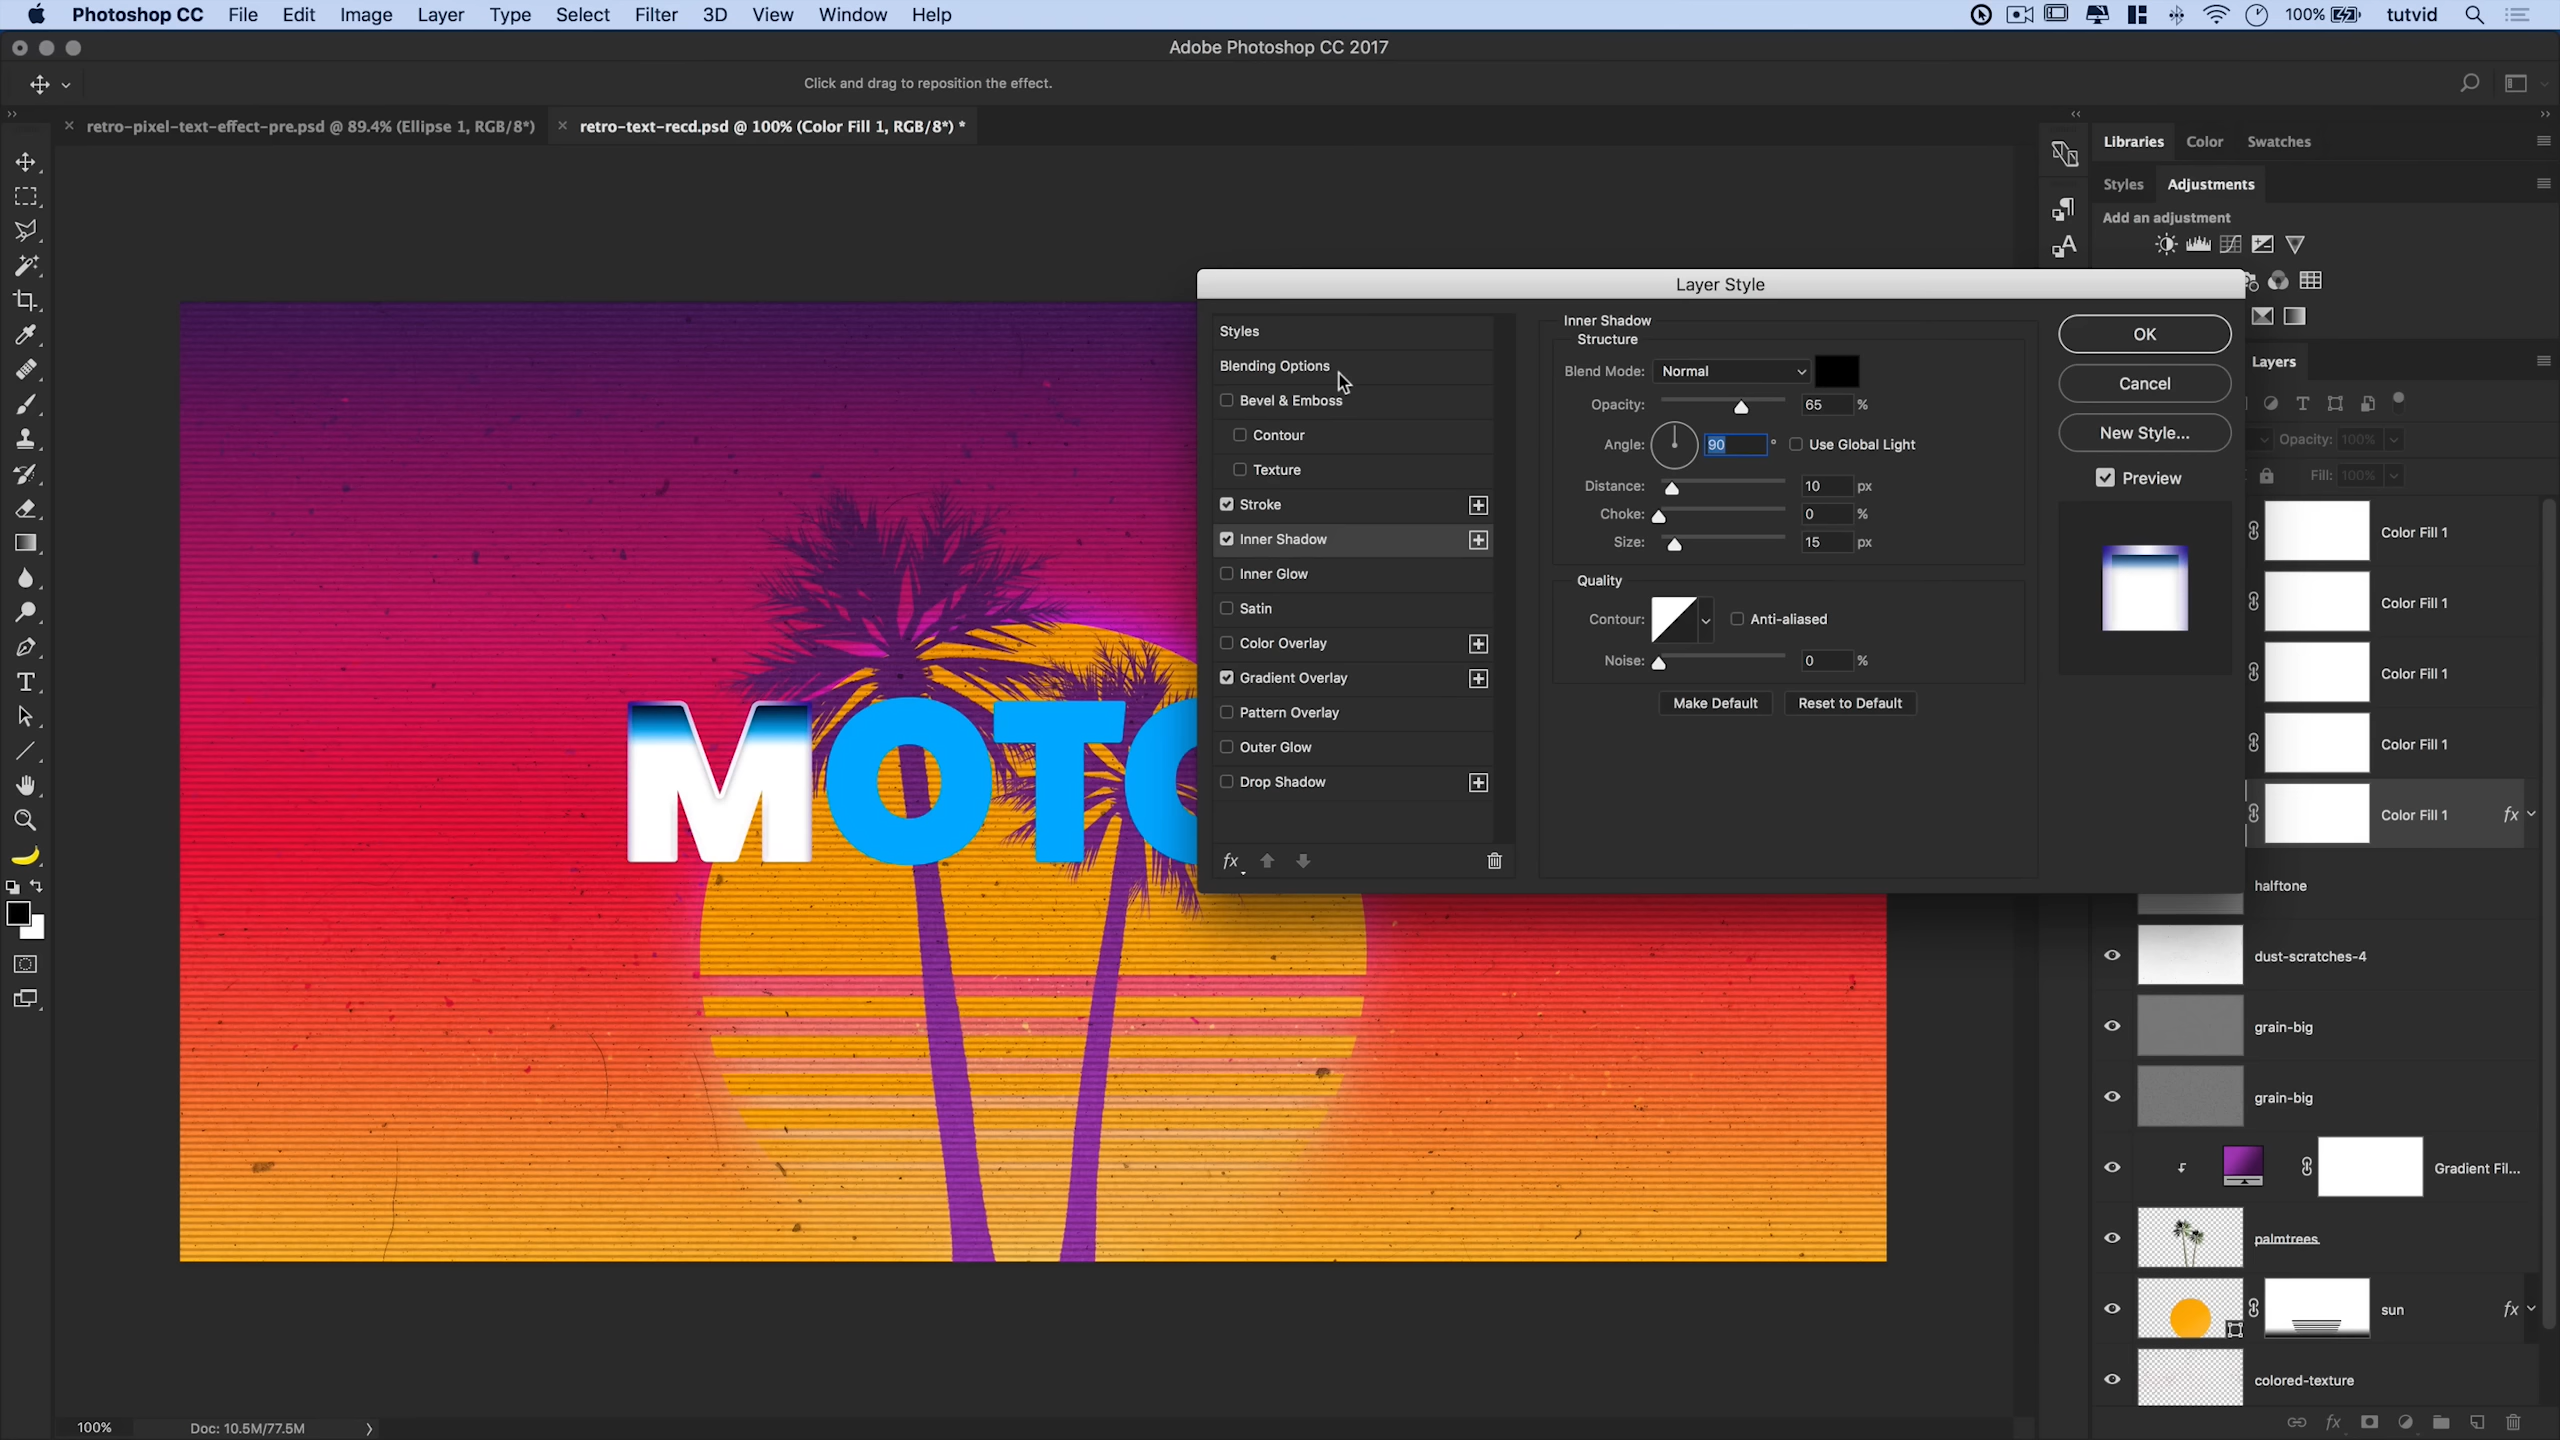 Photoshop CC File Edit Image Layer Type Select Filter 3D View Window Help 100% tutvid
Adobe Photoshop CC 2017
Click and drag to reposition the effect.
retro-pixel-text-effect-pre.psd @ 89.4% (Ellipse 1, RGB/8*) retro-text-recd.psd @ 100% (Color Fill 1, RGB/8*) *
Libraries Color Swatches
Styles Adjustments
Add an adjustment
Layer Style
Styles
Blending Options
Bevel & Emboss
Contour
Texture
Stroke
Inner Shadow
Inner Glow
Satin
Color Overlay
Gradient Overlay
Pattern Overlay
Outer Glow
Drop Shadow
fx
Inner Shadow
Structure
Blend Mode: Normal
Opacity: 65 %
Angle: 90 ° Use Global Light
Distance: 10 px
Choke: 0 %
Size: 15 px
Quality
Contour: Anti-aliased
Noise: 0 %
Make Default Reset to Default
OK
Cancel
New Style...
Preview
Layers
Opacity: 100%
Fill: 100%
Color Fill 1
Color Fill 1
Color Fill 1
Color Fill 1
Color Fill 1 fx
halftone
dust-scratches-4
grain-big
grain-big
Gradient Fil...
palmtrees
sun fx
colored-texture
fx
MOT
100% Doc: 10.5M/77.5M